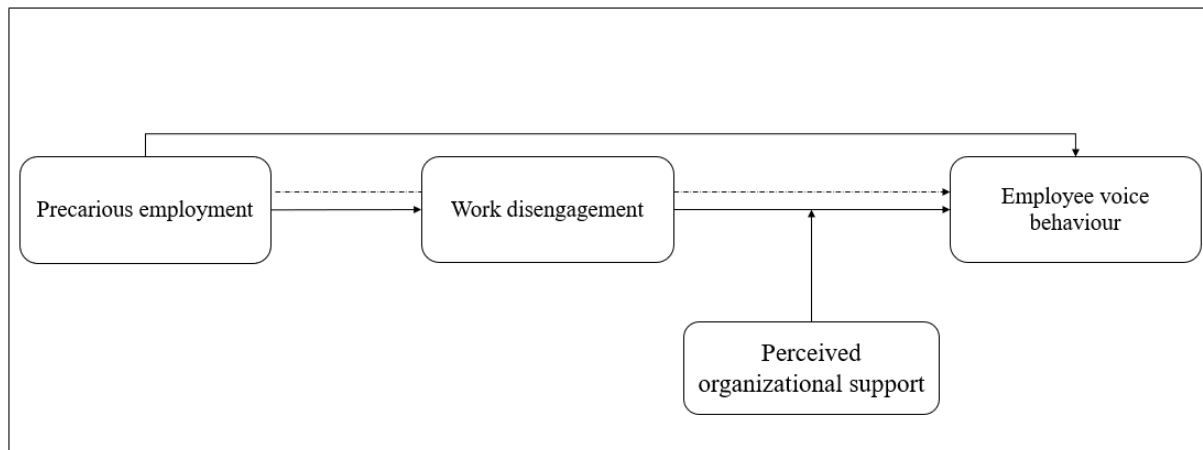 Precarious employment
Work disengagement
Employee voice
behaviour
Perceived
organizational support